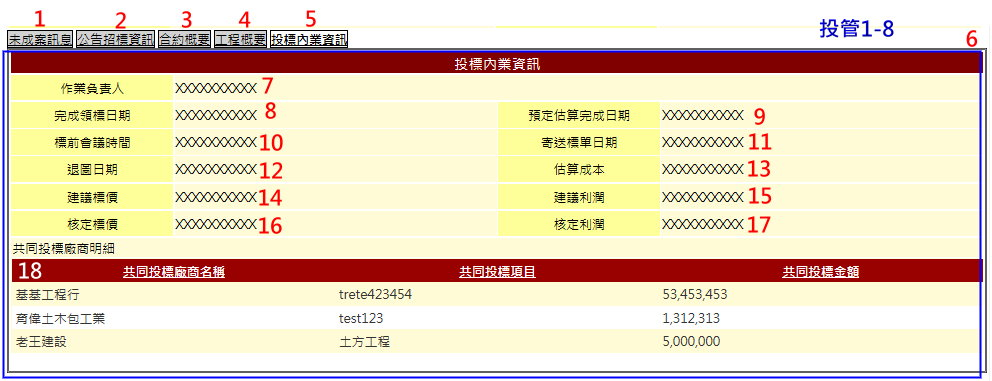 投管1-8
1 2 3 4 5 6
未成案訊息 公告招標資訊 合約概要 工程概要 投標內業資訊
投標內業資訊
作業負責人 XXXXXXXXXX 7
完成領標日期 XXXXXXXXXX 8 預定估算完成日期 XXXXXXXXXX 9
標前會議時間 XXXXXXXXXX 10 寄送標單日期 XXXXXXXXXX 11
退圖日期 XXXXXXXXXX 12 估算成本 XXXXXXXXXX 13
建議標價 XXXXXXXXXX 14 建議利潤 XXXXXXXXXX 15
核定標價 XXXXXXXXXX 16 核定利潤 XXXXXXXXXX 17
共同投標廠商明細
18 共同投標廠商名稱 共同投標項目 共同投標金額
基基工程行 trete423454 53,453,453
育偉土木包工業 test123 1,312,313
老王建設 土方工程 5,000,000